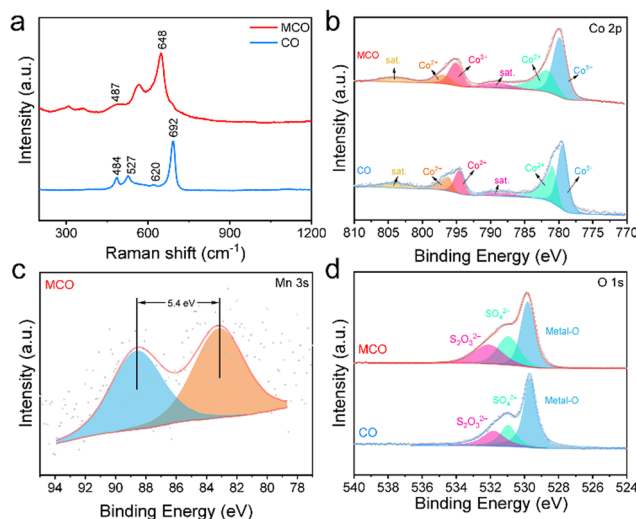 a
MCO
CO
648
487
692
484
527
620
Intensity (a.u.)
300
600
900
1200
Raman shift (cm⁻¹)
b
Co 2p
MCO
sat.
Co²⁺
Co³⁺
sat.
Co²⁺
Co³⁺
CO
sat.
Co²⁺
Co²⁺
sat.
Co²⁺
Co³⁺
Intensity (a.u.)
810
805
800
795
790
785
780
775
770
Binding Energy (eV)
c
MCO
Mn 3s
5.4 eV
Intensity (a.u.)
94
92
90
88
86
84
82
80
78
Binding Energy (eV)
d
O 1s
MCO
S₂O₃²⁻
SO₄²⁻
Metal-O
CO
S₂O₃²⁻
SO₄²⁻
Metal-O
Intensity (a.u.)
540
538
536
534
532
530
528
526
524
Binding Energy (eV)